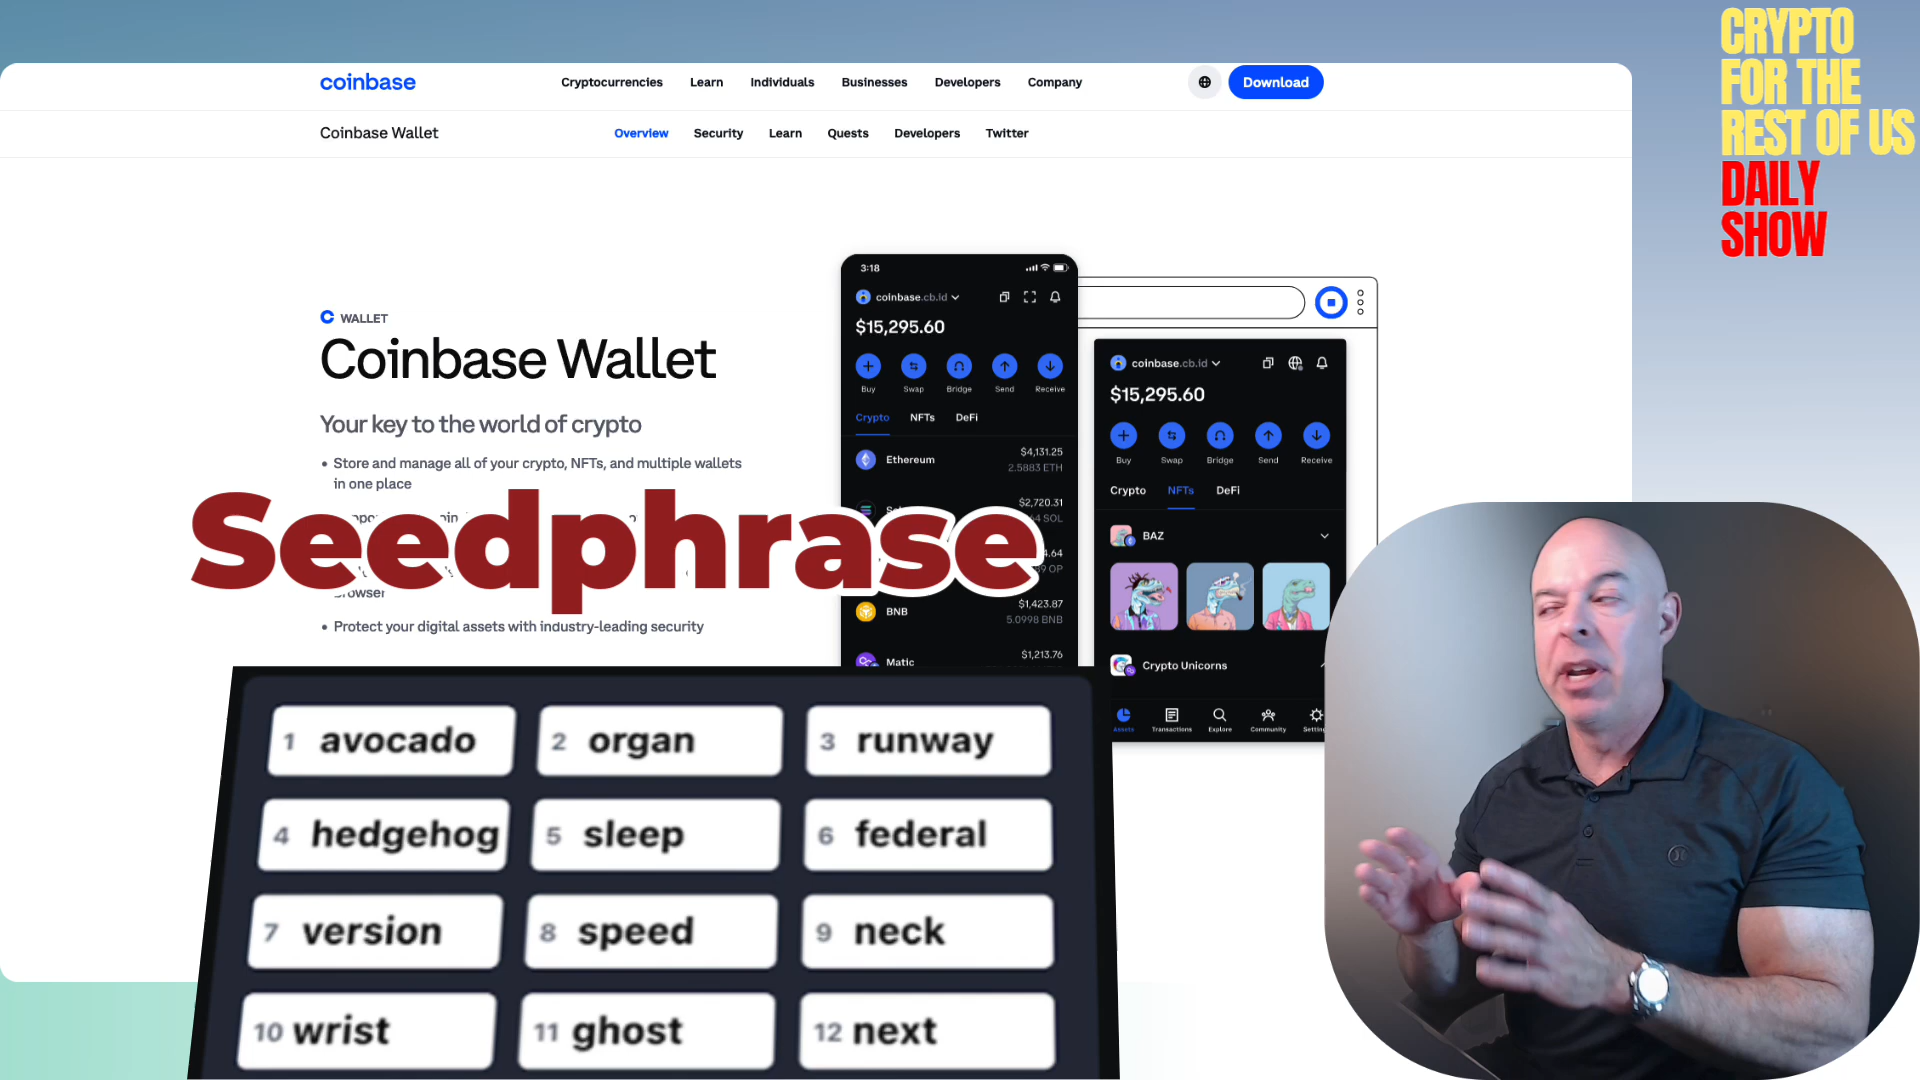 CRYPTO
FOR THE
REST OF US
DAILY
SHOW
coinbase
Cryptocurrencies Learn Individuals Businesses Developers Company
Download
Coinbase Wallet
Overview Security Learn Quests Developers Twitter
WALLET
Coinbase Wallet
Your key to the world of crypto
• Store and manage all of your crypto, NFTs, and multiple wallets
in one place
browser
• Protect your digital assets with industry-leading security
Seedphrase
3:18
coinbase.cb.id
$15,295.60
Buy Swap Bridge Send Receive
Crypto NFTs DeFi
Ethereum $4,131.25
2.5883 ETH
$2,720.31
SOL
OP
BNB $1,423.87
5.0998 BNB
Matic $1,213.76
coinbase.cb.id
$15,295.60
Buy Swap Bridge Send Receive
Crypto NFTs DeFi
BAZ
Crypto Unicorns
Assets Transactions Explore Community
1 avocado 2 organ 3 runway
4 hedgehog 5 sleep 6 federal
7 version 8 speed 9 neck
10 wrist 11 ghost 12 next